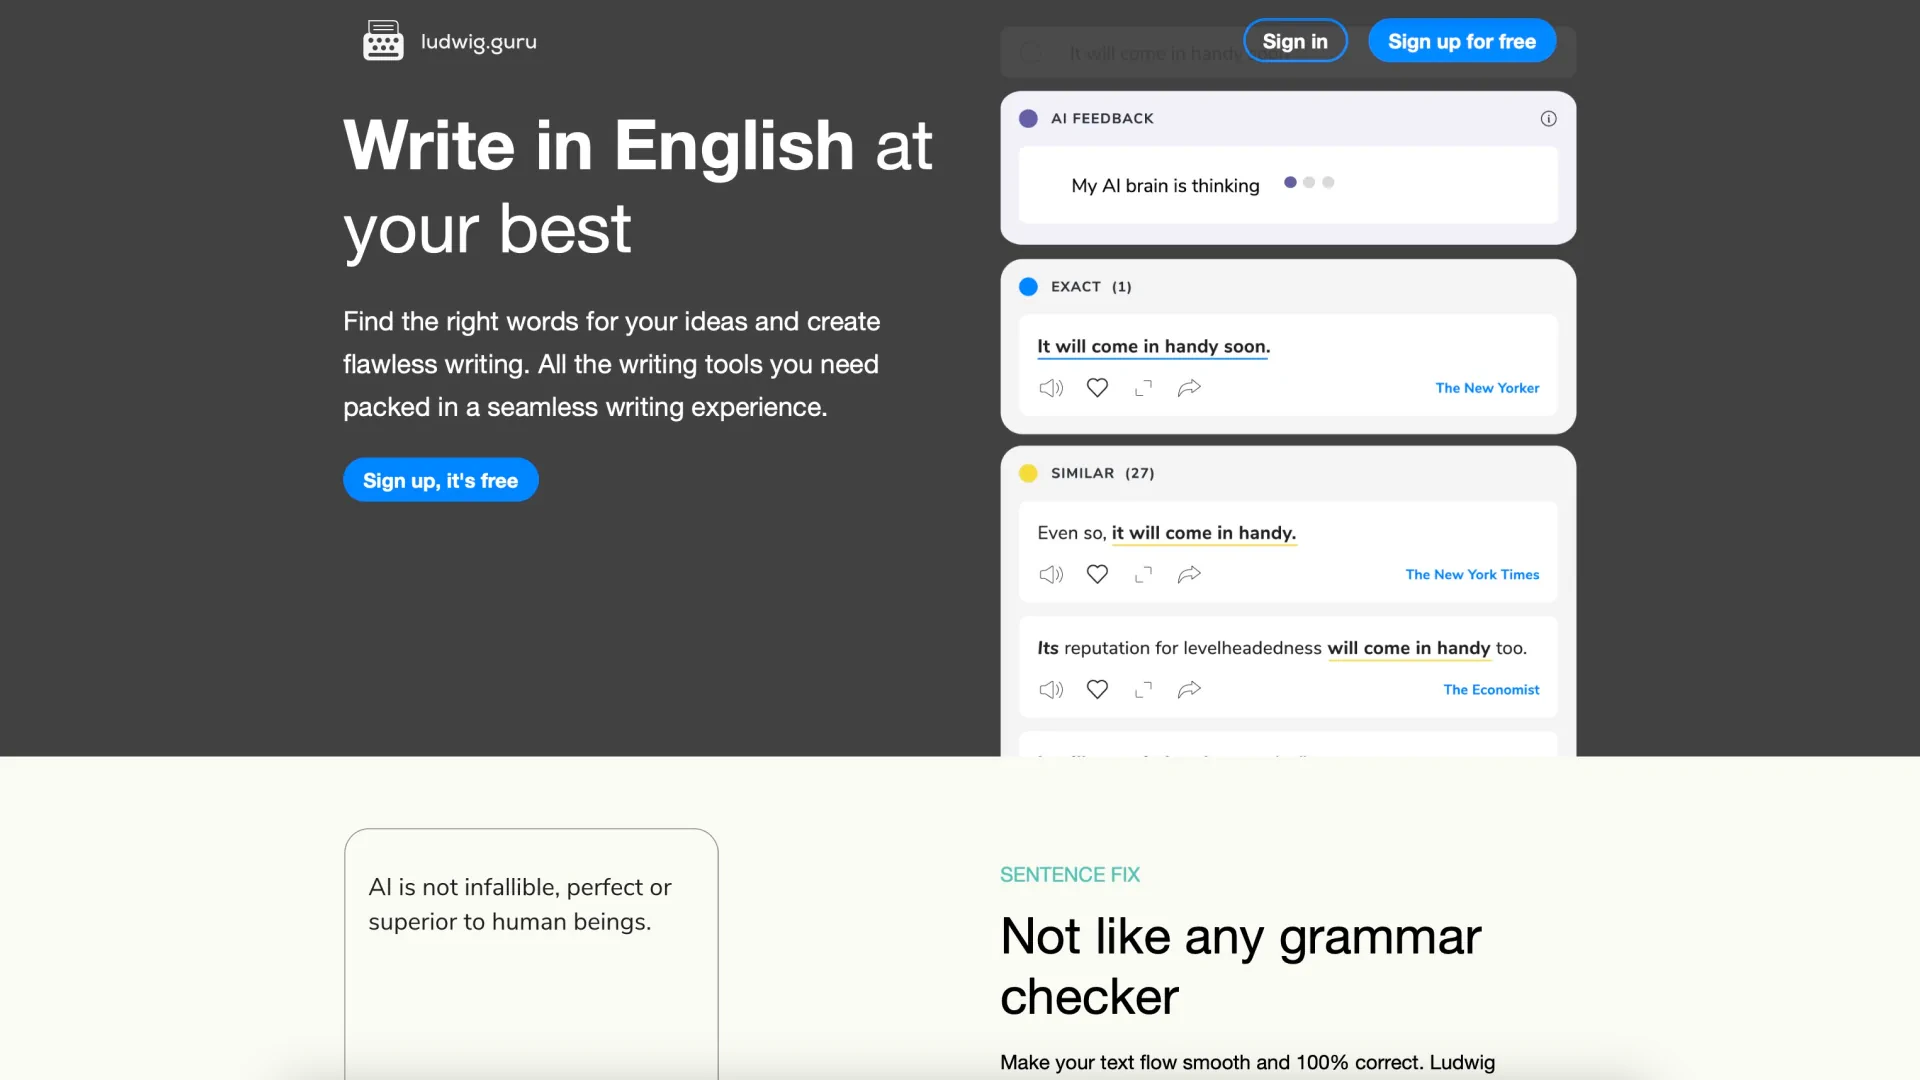 ludwig.guru
It will come in handy soon.
Sign in
Sign up for free
Write in English at
your best
Find the right words for your ideas and create
flawless writing. All the writing tools you need
packed in a seamless writing experience.
Sign up, it's free
AI FEEDBACK
My AI brain is thinking
EXACT (1)
It will come in handy soon.
The New Yorker
SIMILAR (27)
Even so, it will come in handy.
The New York Times
Its reputation for levelheadedness will come in handy too.
The Economist
AI is not infallible, perfect or
superior to human beings.
SENTENCE FIX
Not like any grammar
checker
Make your text flow smooth and 100% correct. Ludwig